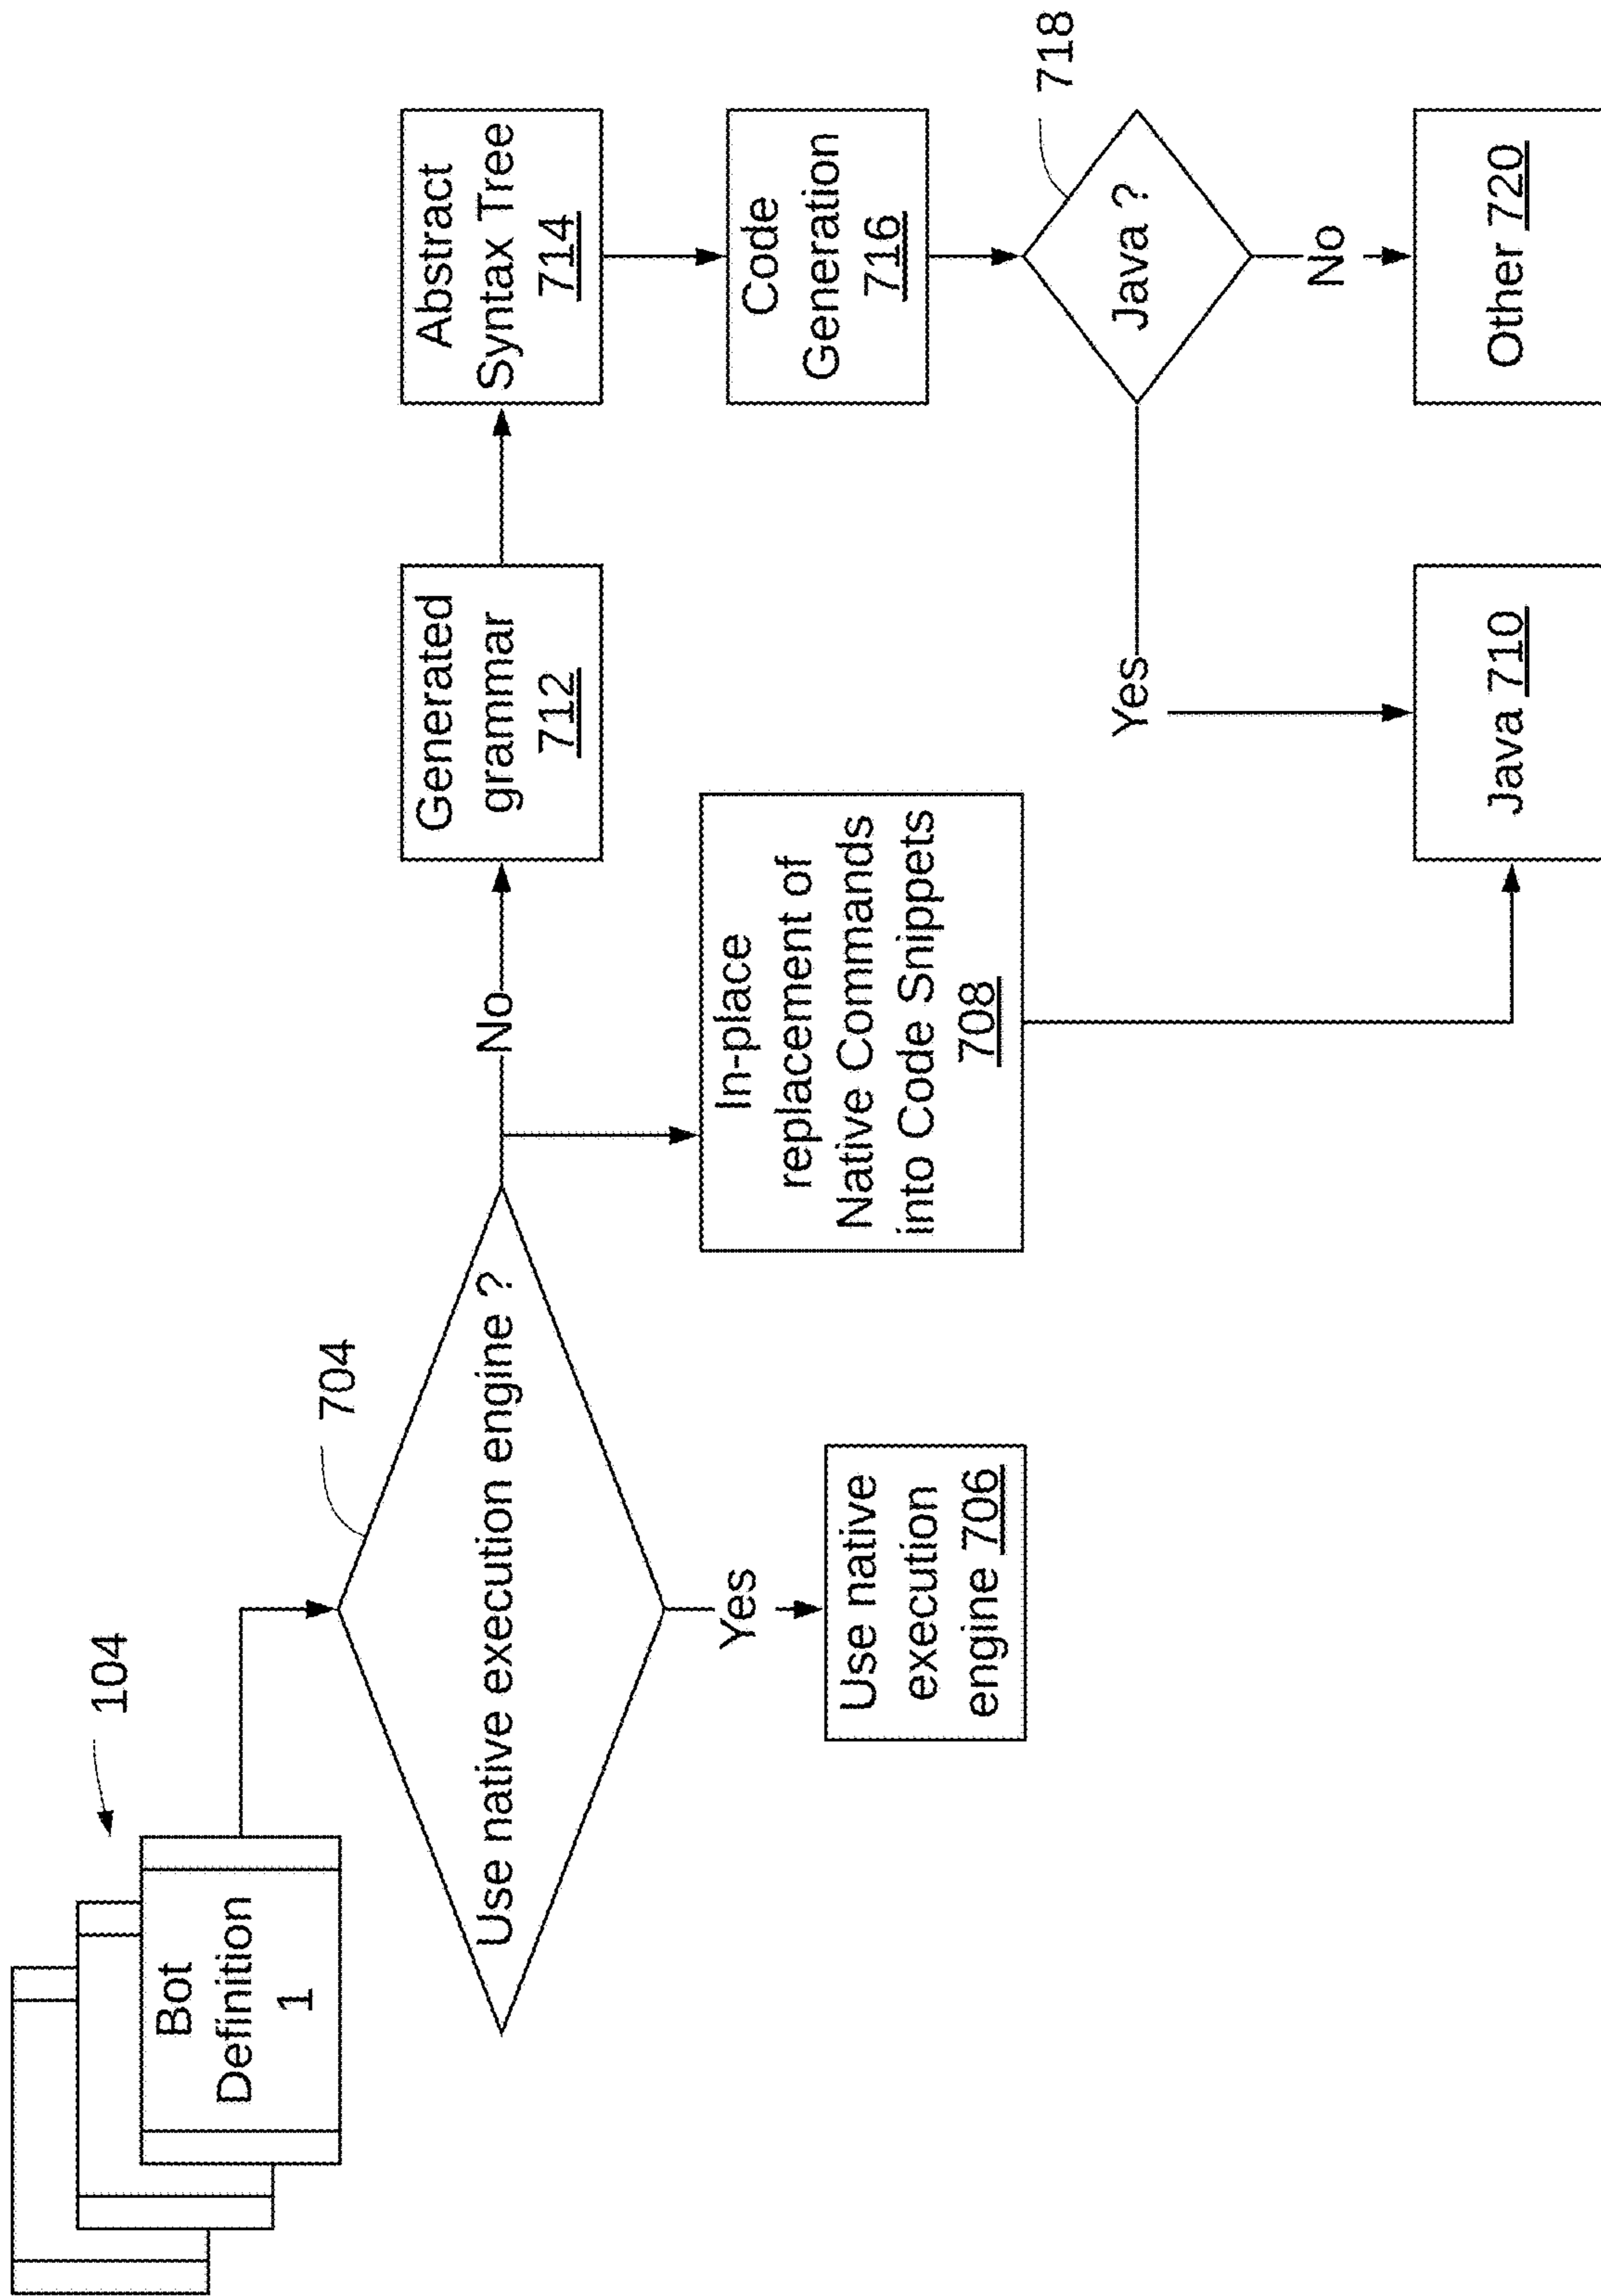 104
Bot
Definition
1
704
Use native execution engine ?
Yes
Use native
execution
engine 706
No
In-place
replacement of
Native Commands
into Code Snippets
708
Generated
grammar
712
Abstract
Syntax Tree
714
Code
Generation
716
718
Java ?
Yes
No
Java 710
Other 720